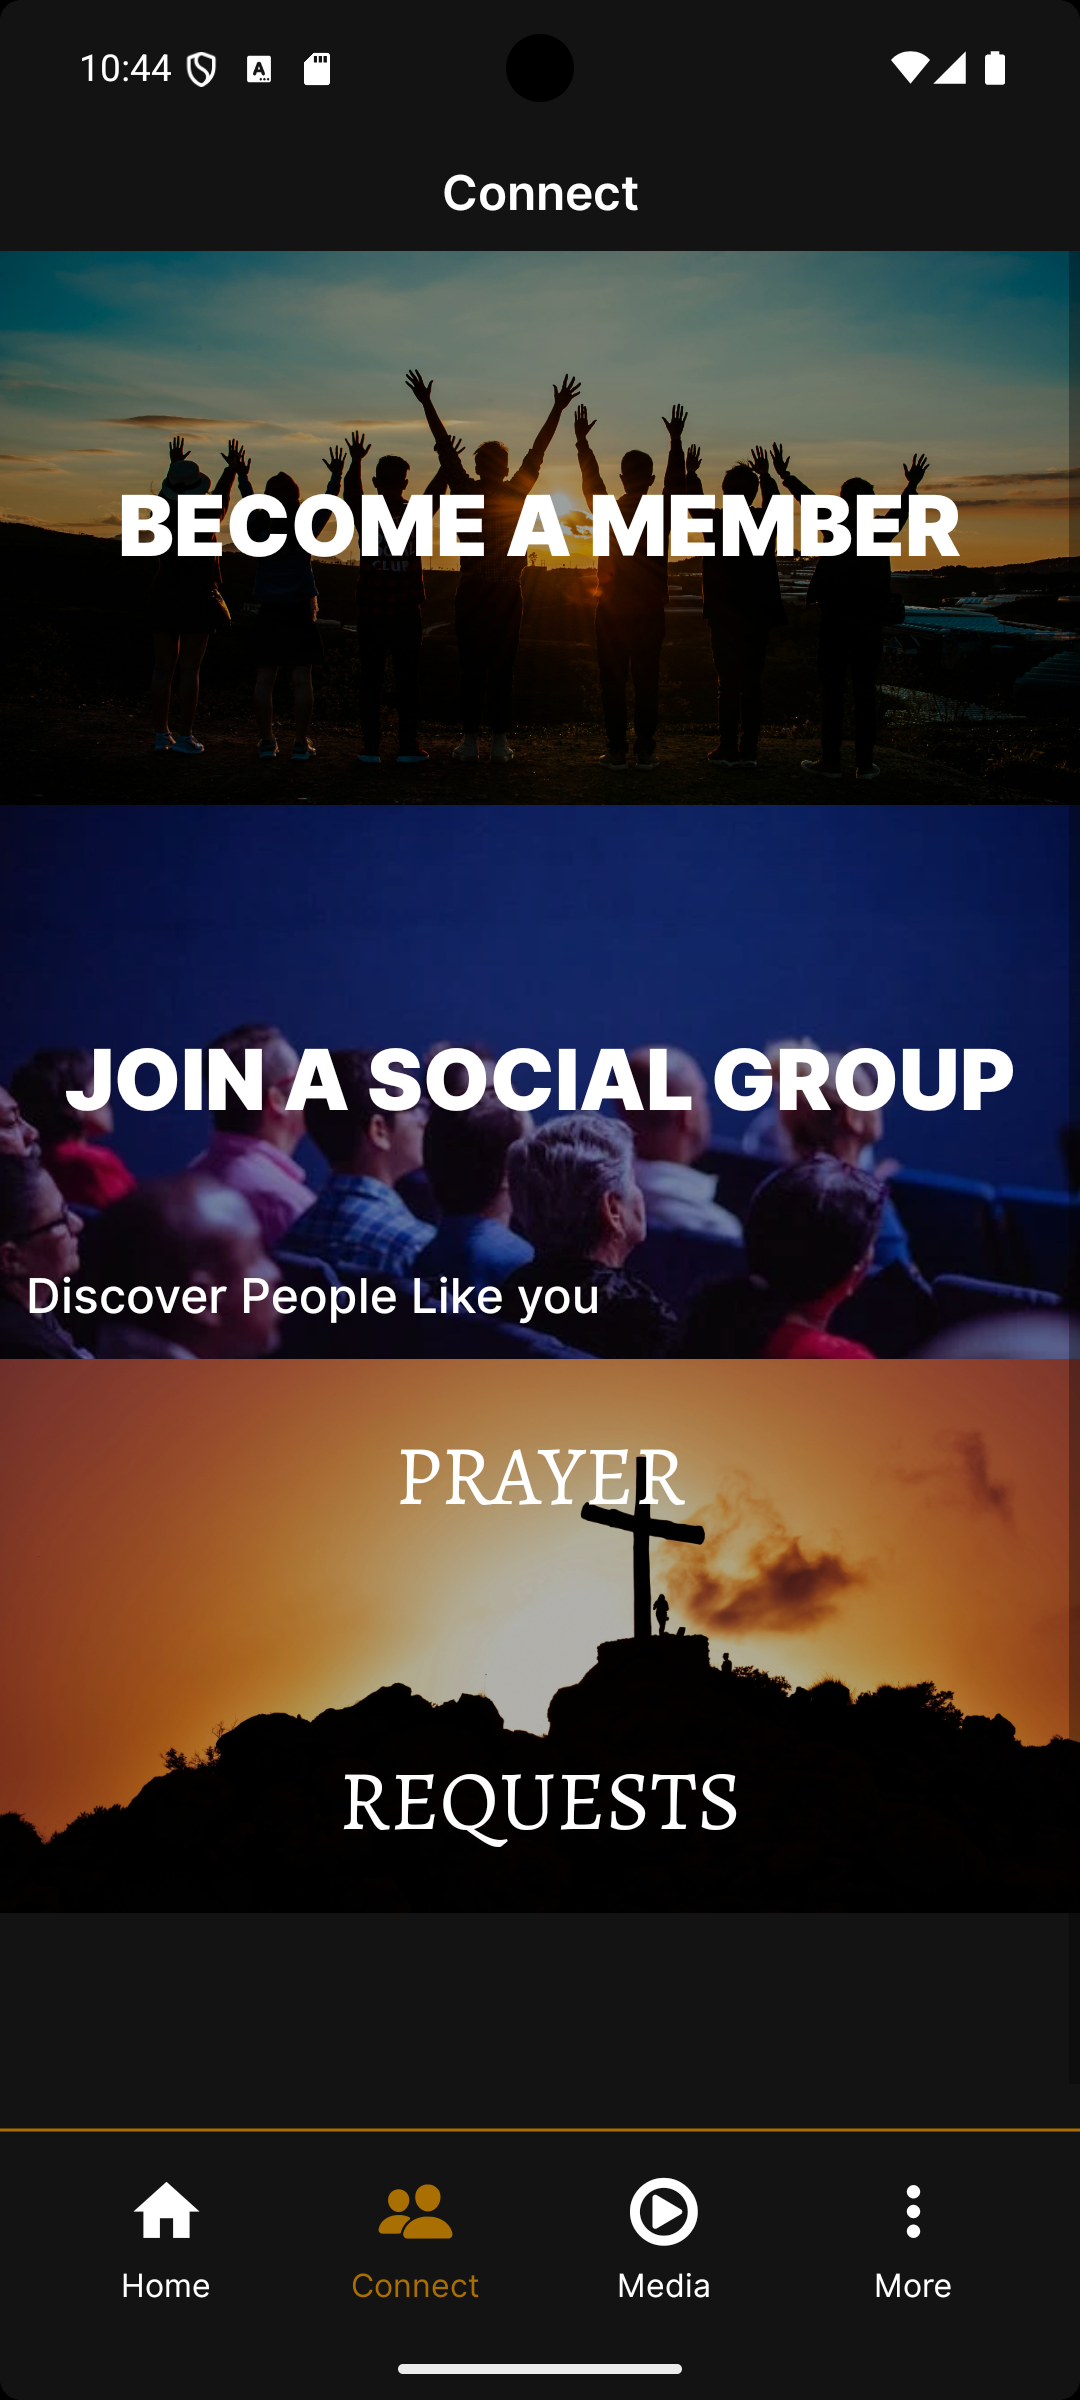 10:44
Connect
BECOME A MEMBER
JOIN A SOCIAL GROUP
Discover People Like you
PRAYER
REQUESTS
Home
Connect
Media
More